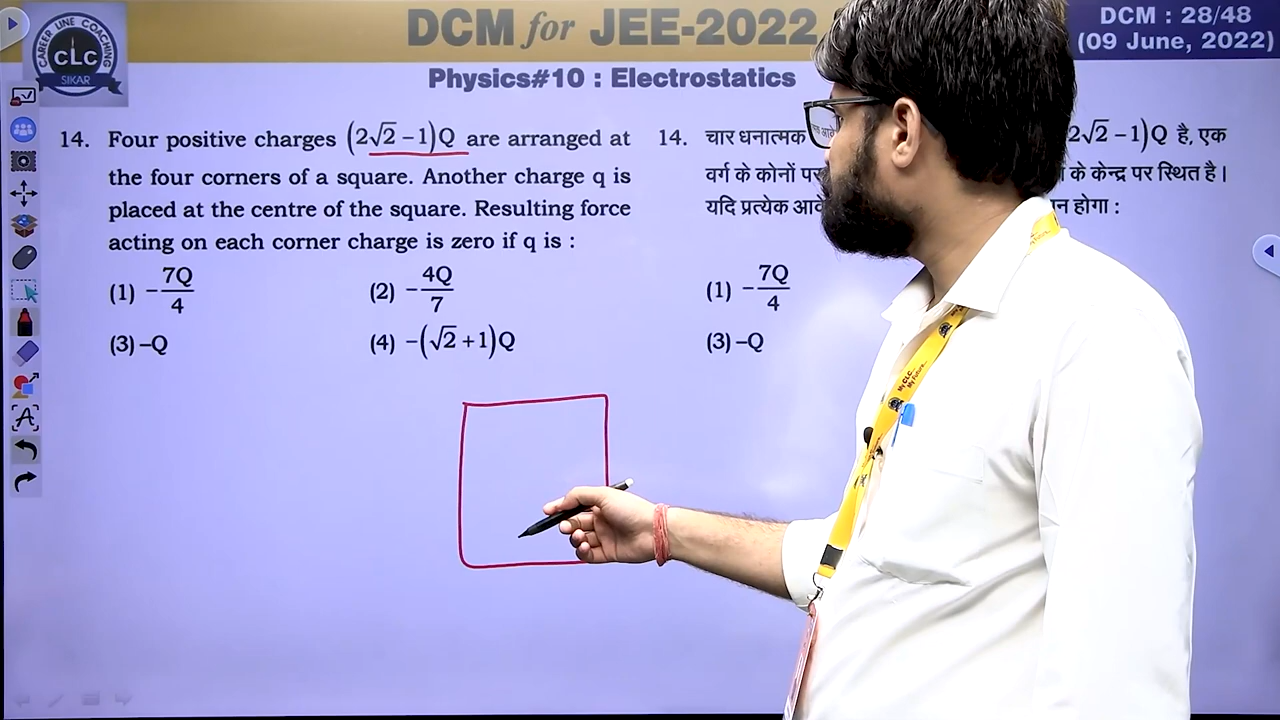 CAREER LINE COACHING
CLC
SIKAR
DCM for JEE-2022
DCM : 28/48
(09 June, 2022)
Physics#10 : Electrostatics
14. Four positive charges (2√2 − 1)Q are arranged at
the four corners of a square. Another charge q is
placed at the centre of the square. Resulting force
acting on each corner charge is zero if q is :
(1) −7Q/4 (2) −4Q/7
(3) –Q (4) −(√2 + 1)Q
14. चार धनात्मक 2√2 − 1)Q है, एक
वर्ग के कोनों पर के केन्द्र पर स्थित है।
यदि प्रत्येक होगा :
(1) −7Q/4
(3) –Q
A
My CLC...
My Future...